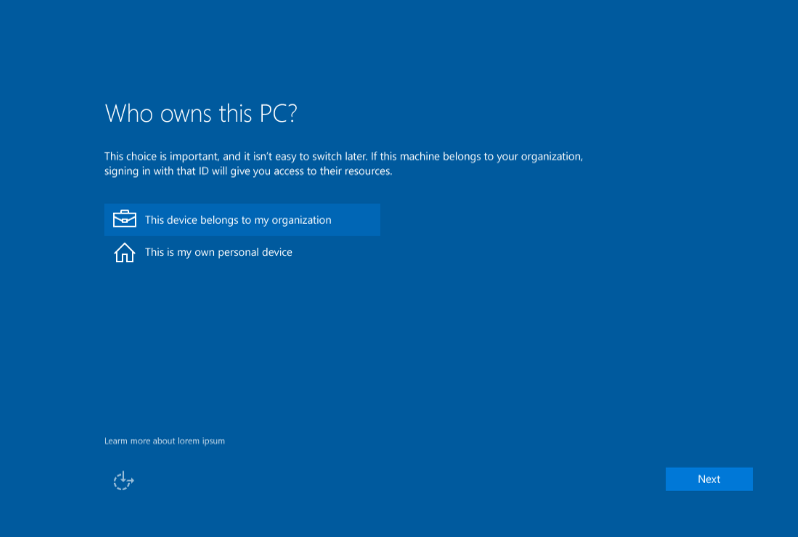 Who owns this PC?
This choice is important, and it isn't easy to switch later. If this machine belongs to your organization,
signing in with that ID will give you access to their resources.
This device belongs to my organization
This is my own personal device
Learm more about lorem ipsum
Next